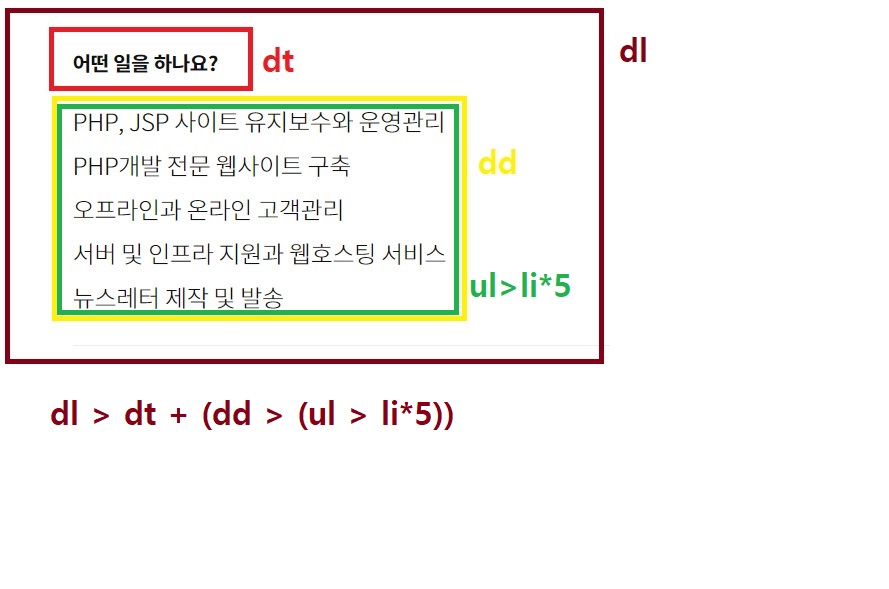 어떤 일을 하나요? dt dl
PHP, JSP 사이트 유지보수와 운영관리
PHP개발 전문 웹사이트 구축 dd
오프라인과 온라인 고객관리
서버 및 인프라 지원과 웹호스팅 서비스
뉴스레터 제작 및 발송 ul>li*5
dl > dt + (dd > (ul > li*5))